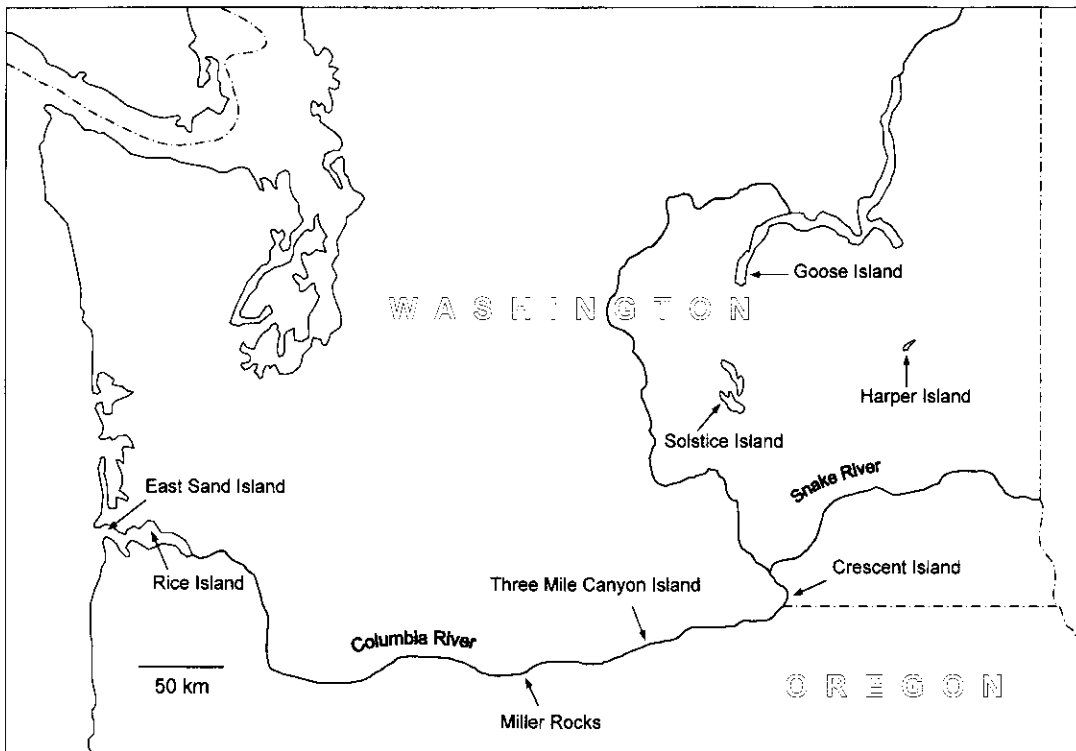 Goose Island
WASHINGTON
Harper Island
Solstice Island
Snake River
East Sand Island
Rice Island
Three Mile Canyon Island
Crescent Island
Columbia River
50 km
OREGON
Miller Rocks